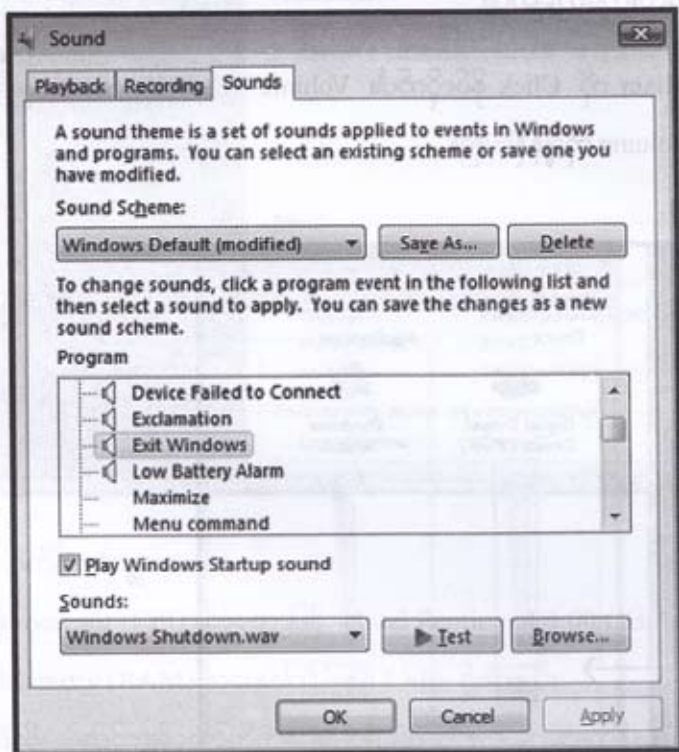 Sound
Playback Recording Sounds
A sound theme is a set of sounds applied to events in Windows
and programs. You can select an existing scheme or save one you
have modified.
Sound Scheme:
Windows Default (modified) Save As... Delete
To change sounds, click a program event in the following list and
then select a sound to apply. You can save the changes as a new
sound scheme.
Program
Device Failed to Connect
Exclamation
Exit Windows
Low Battery Alarm
Maximize
Menu command
Play Windows Startup sound
Sounds:
Windows Shutdown.wav Test Browse...
OK Cancel Apply